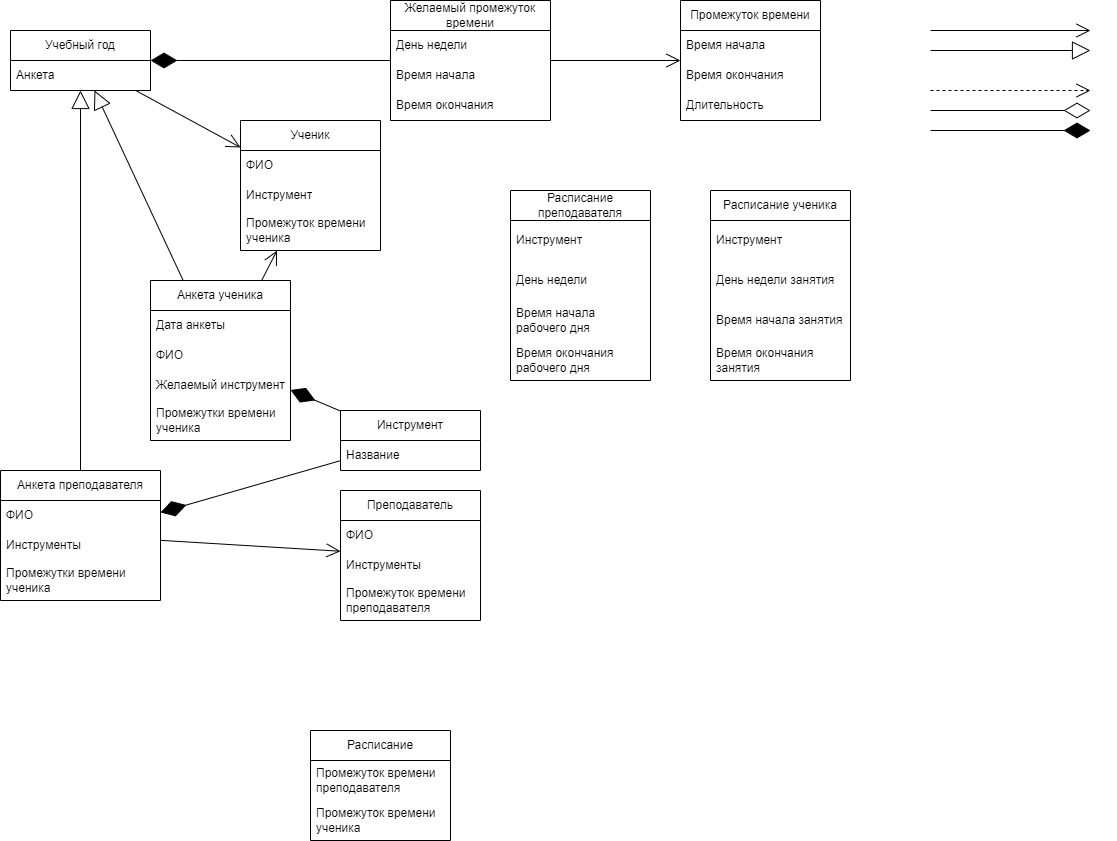 Желаемый промежуток
времени
День недели
Время начала
Время окончания
Промежуток времени
Время начала
Время окончания
Длительность
Учебный год
Анкета
Ученик
ФИО
Инструмент
Промежуток времени
ученика
Расписание
преподавателя
Инструмент
День недели
Время начала
рабочего дня
Время окончания
рабочего дня
Расписание ученика
Инструмент
День недели занятия
Время начала занятия
Время окончания
занятия
Анкета ученика
Дата анкеты
ФИО
Желаемый инструмент
Промежутки времени
ученика
Инструмент
Название
Анкета преподавателя
ФИО
Инструменты
Промежутки времени
ученика
Преподаватель
ФИО
Инструменты
Промежуток времени
преподавателя
Расписание
Промежуток времени
преподавателя
Промежуток времени
ученика